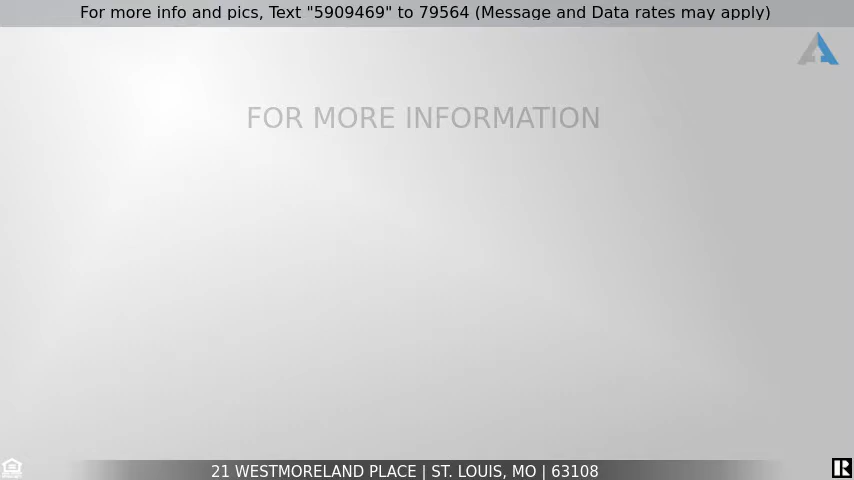 For more info and pics, Text "5909469" to 79564 (Message and Data rates may apply)
FOR MORE INFORMATION
21 WESTMORELAND PLACE | ST. LOUIS, MO | 63108